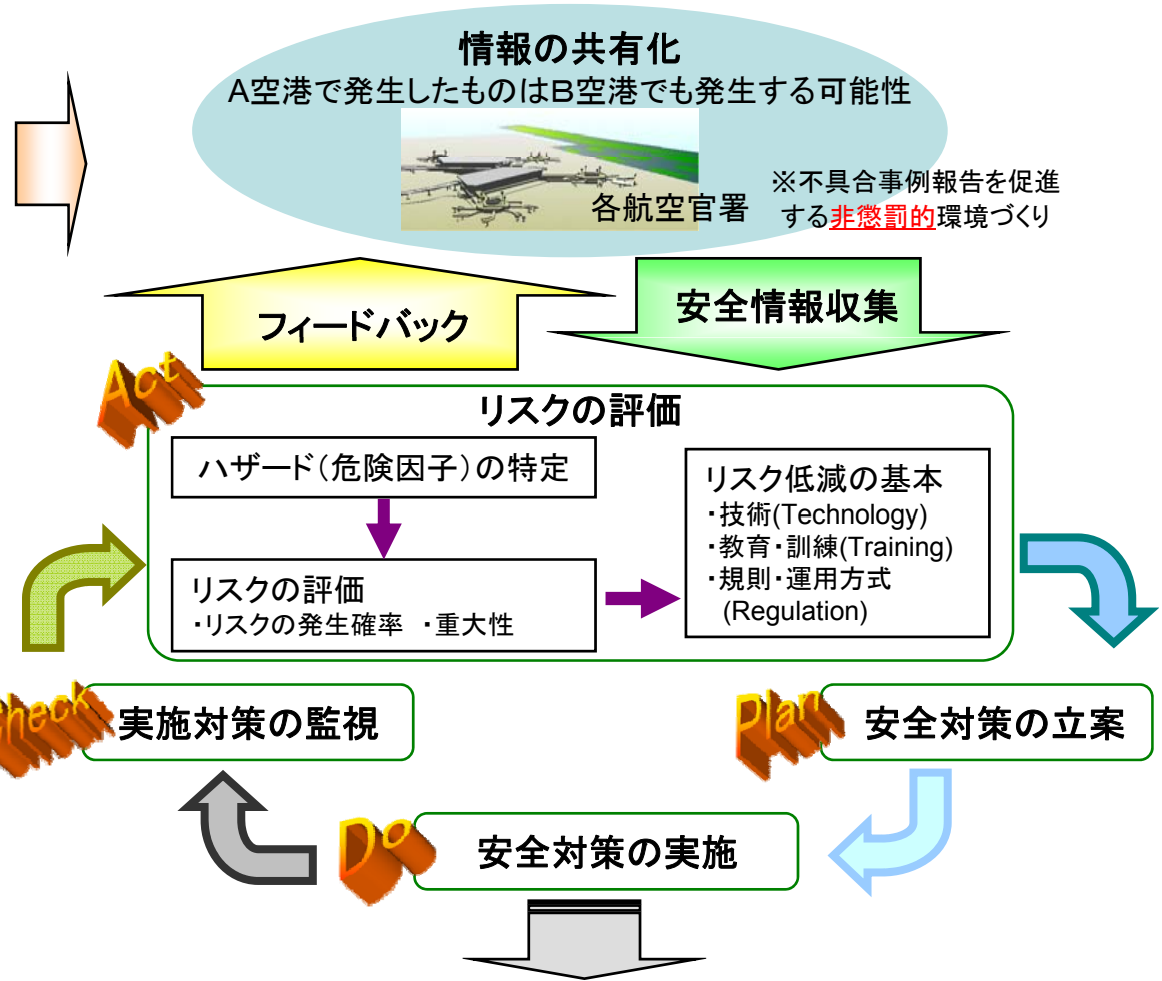 情報の共有化
A空港で発生したものはB空港でも発生する可能性
各航空官署
※不具合事例報告を促進
する非懲罰的環境づくり
フィードバック
安全情報収集
Act
リスクの評価
ハザード(危険因子)の特定
リスクの評価
・リスクの発生確率 ・重大性
リスク低減の基本
・技術(Technology)
・教育・訓練(Training)
・規則・運用方式
(Regulation)
Check
実施対策の監視
Plan
安全対策の立案
Do
安全対策の実施